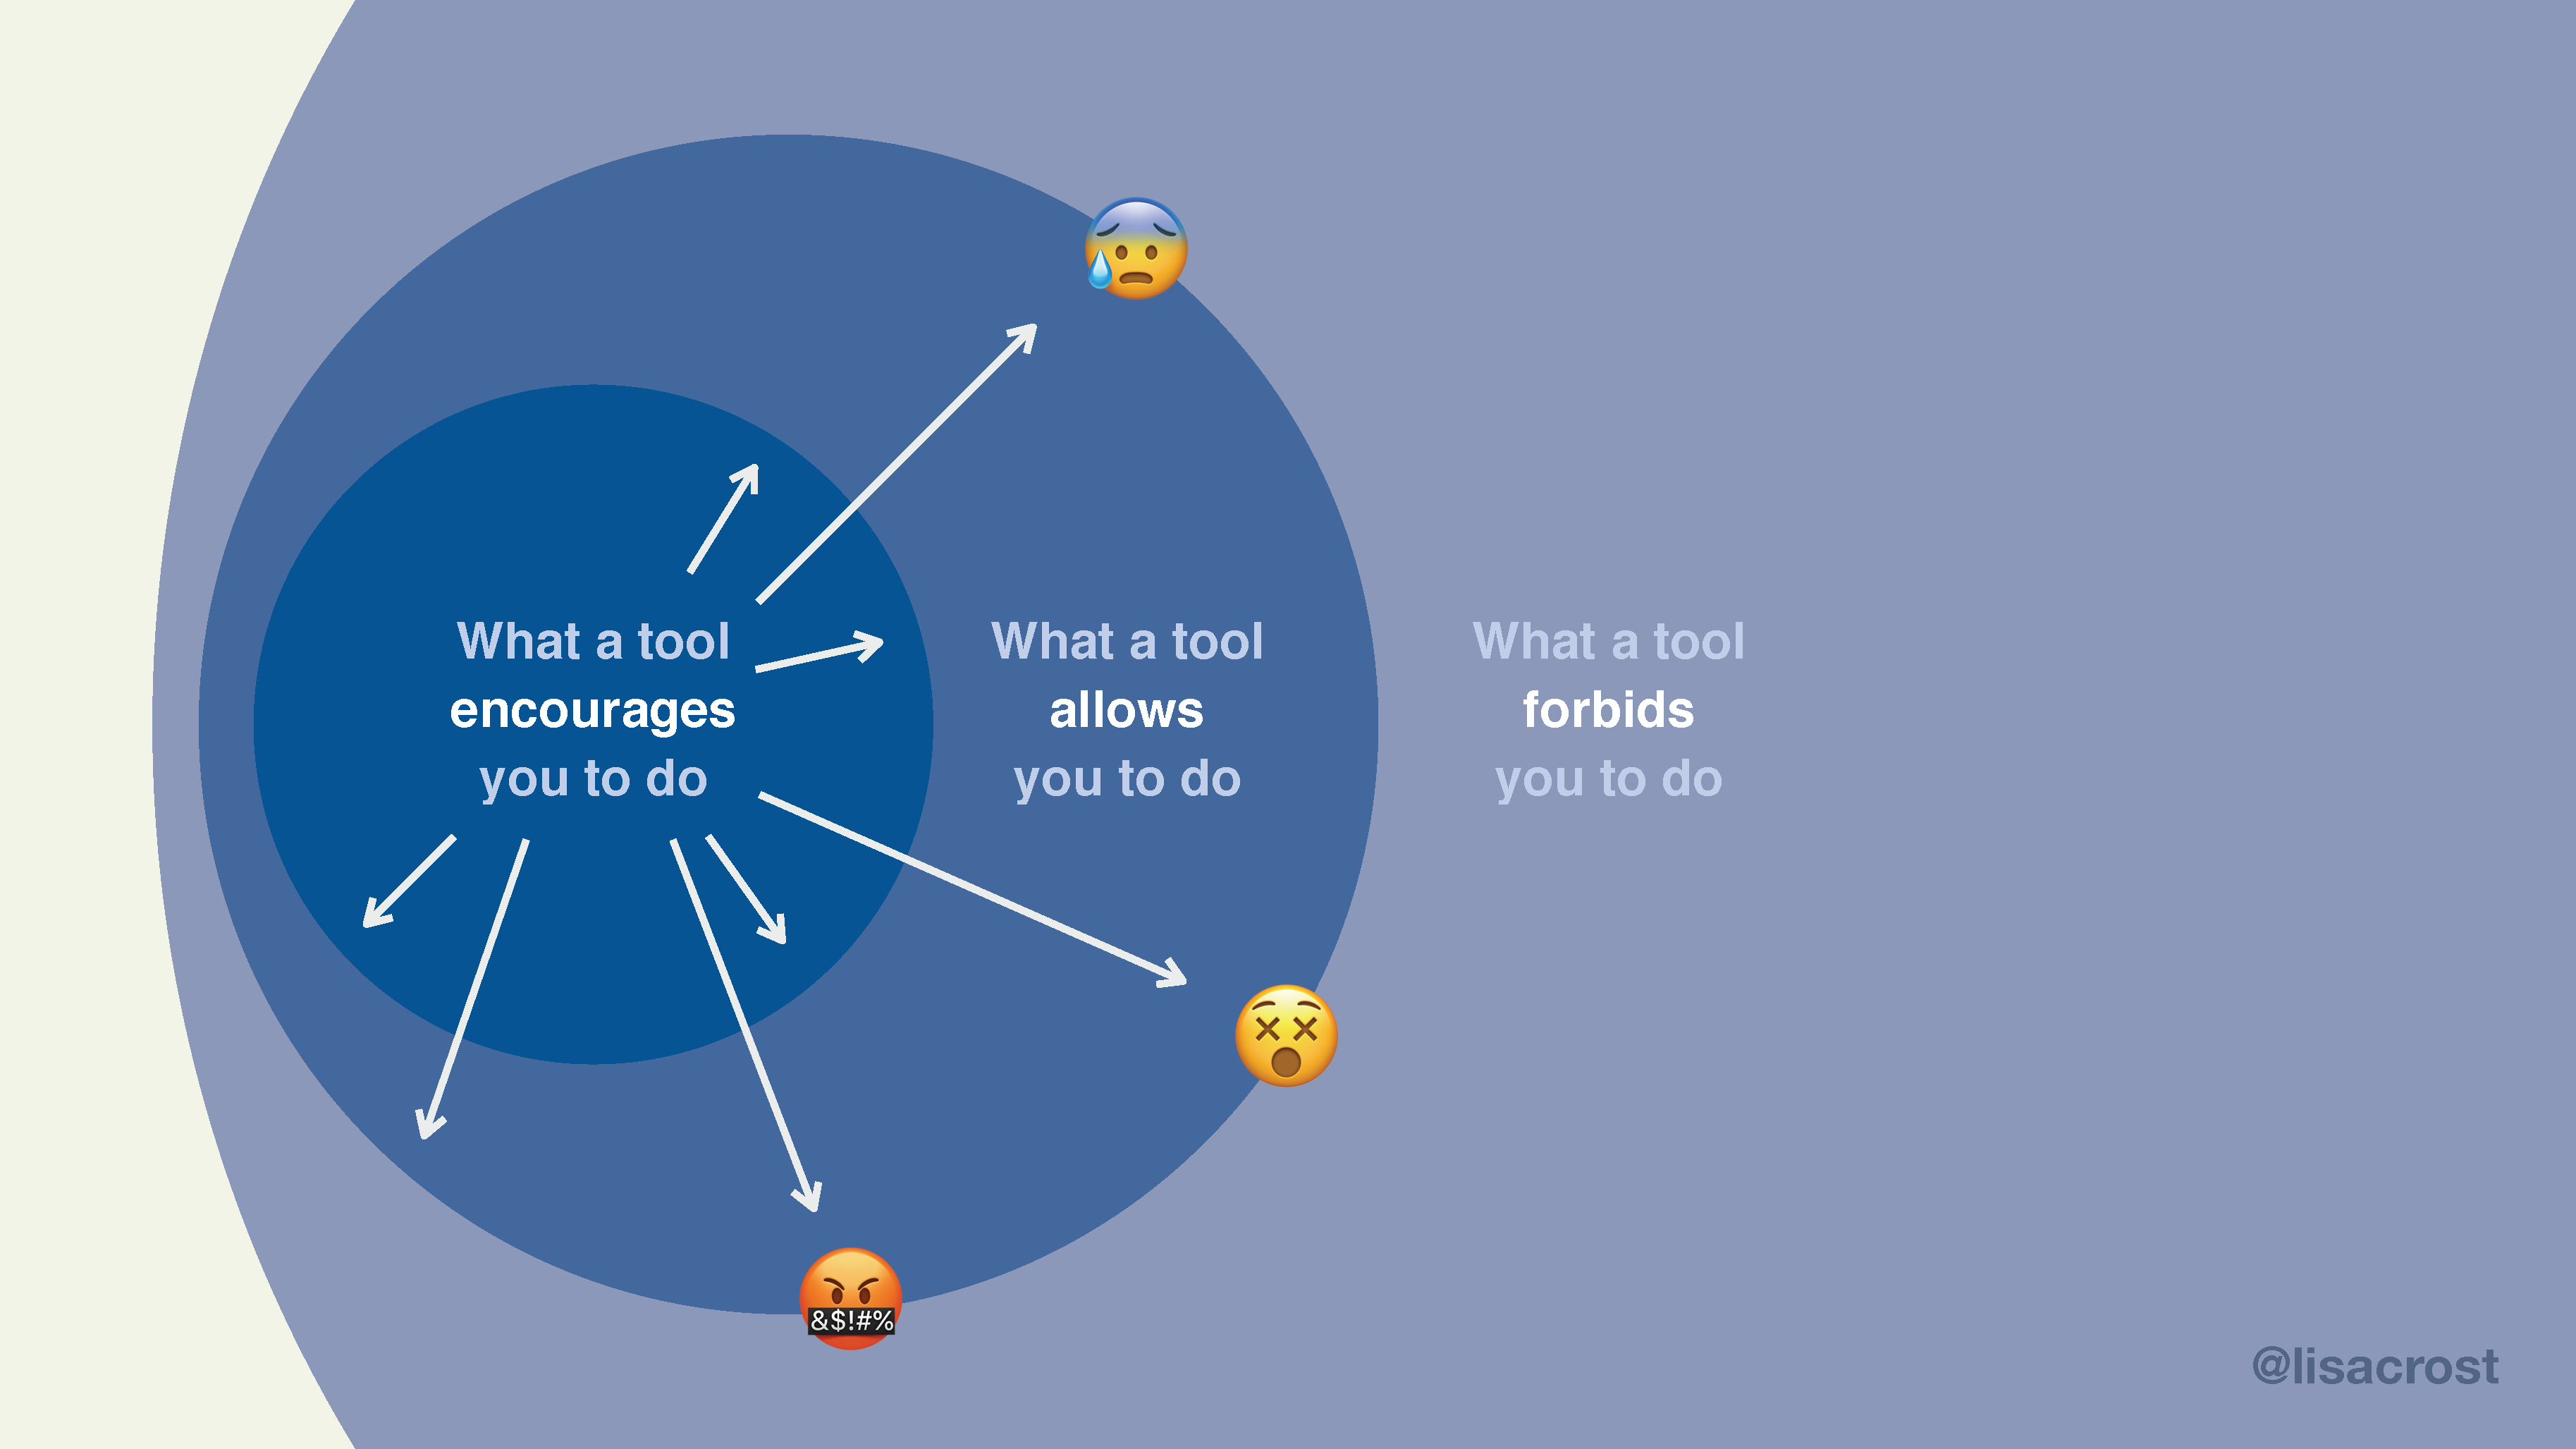 What a tool
encourages
you to do
What a tool
allows
you to do
What a tool
forbids
you to do
&$!#%
@lisacrost